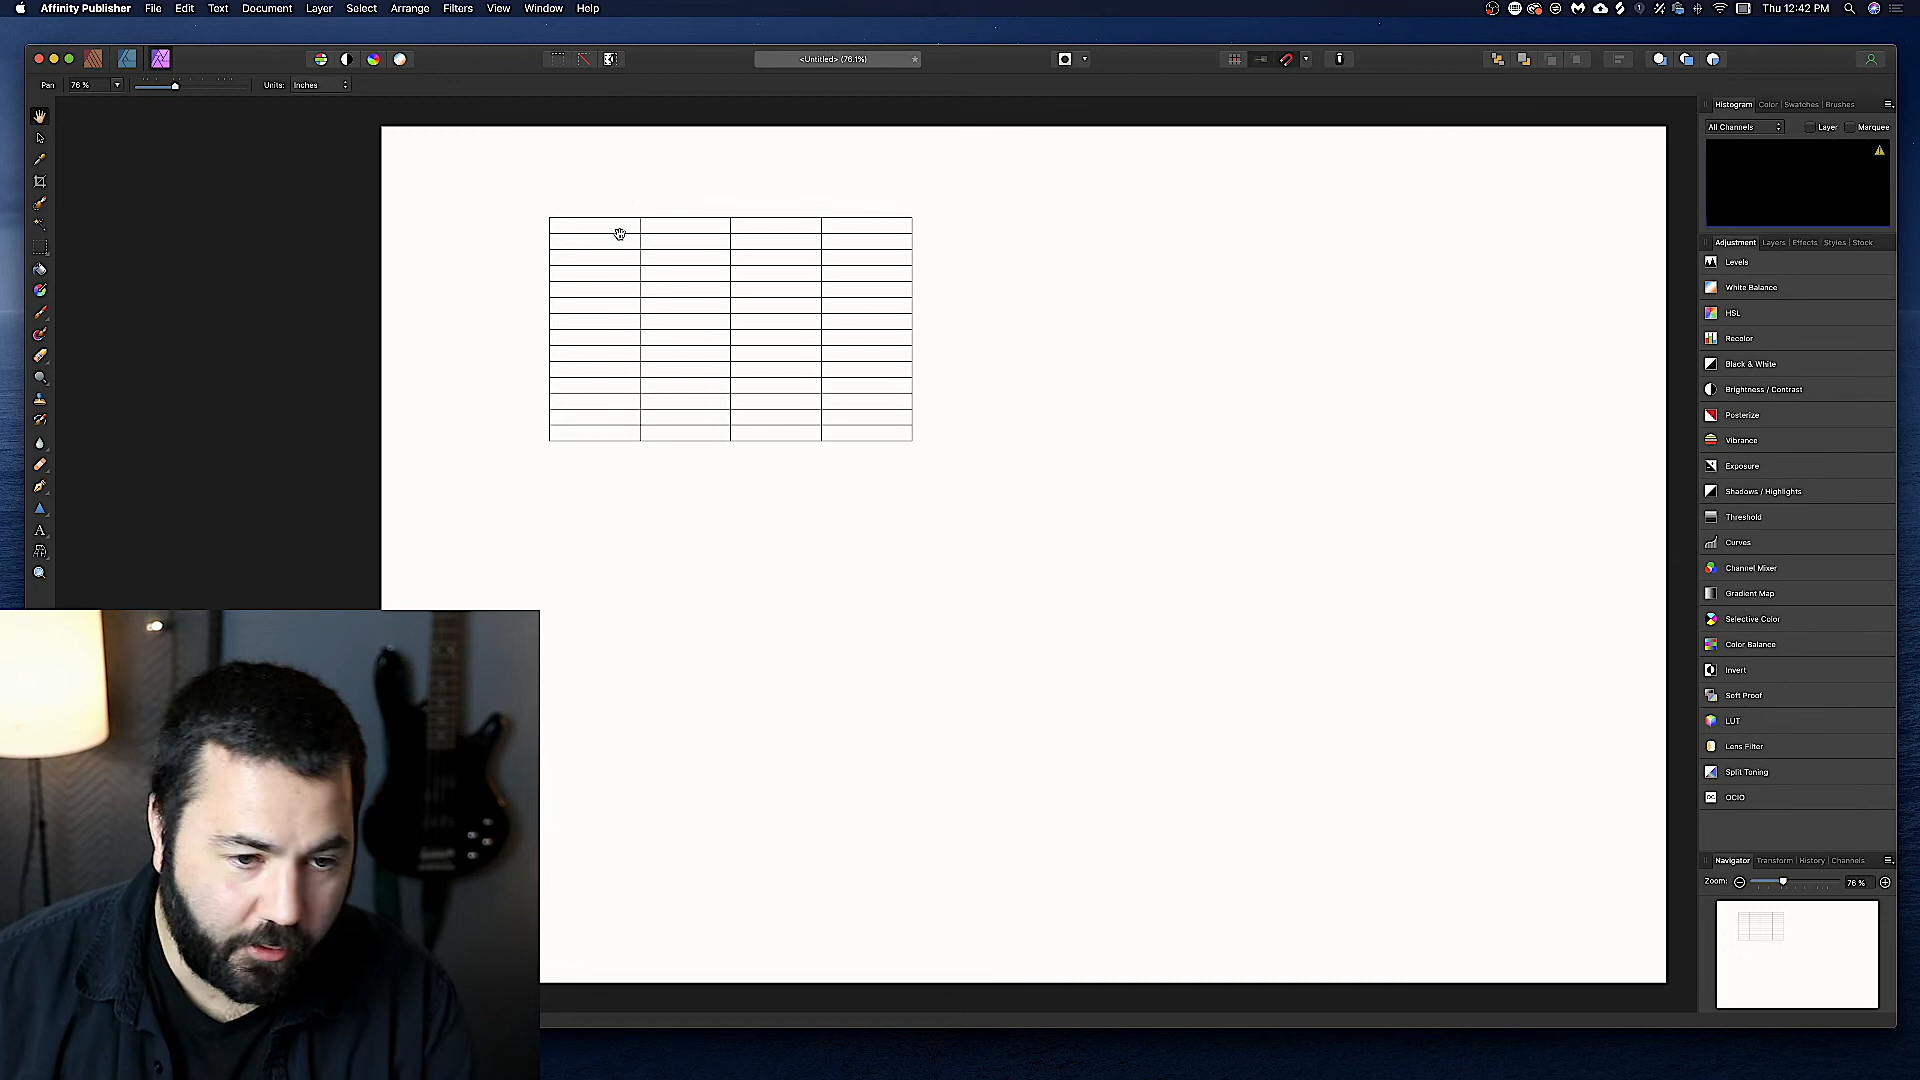 Affinity Publisher File Edit Text Document Layer Select Arrange Filters View Window Help Thu 12:42 PM
<Untitled> (76.1%)
Pan 76 % Units: Inches
Histogram Color Swatches Brushes
All Channels Layer Marquee
Adjustment Layers Effects Styles Stock
Levels
White Balance
HSL
Recolor
Black & White
Brightness / Contrast
Posterize
Vibrance
Exposure
Shadows / Highlights
Threshold
Curves
Channel Mixer
Gradient Map
Selective Color
Color Balance
Invert
Soft Proof
LUT
Lens Filter
Split Toning
OCIO
Navigator Transform History Channels
Zoom: 76 %